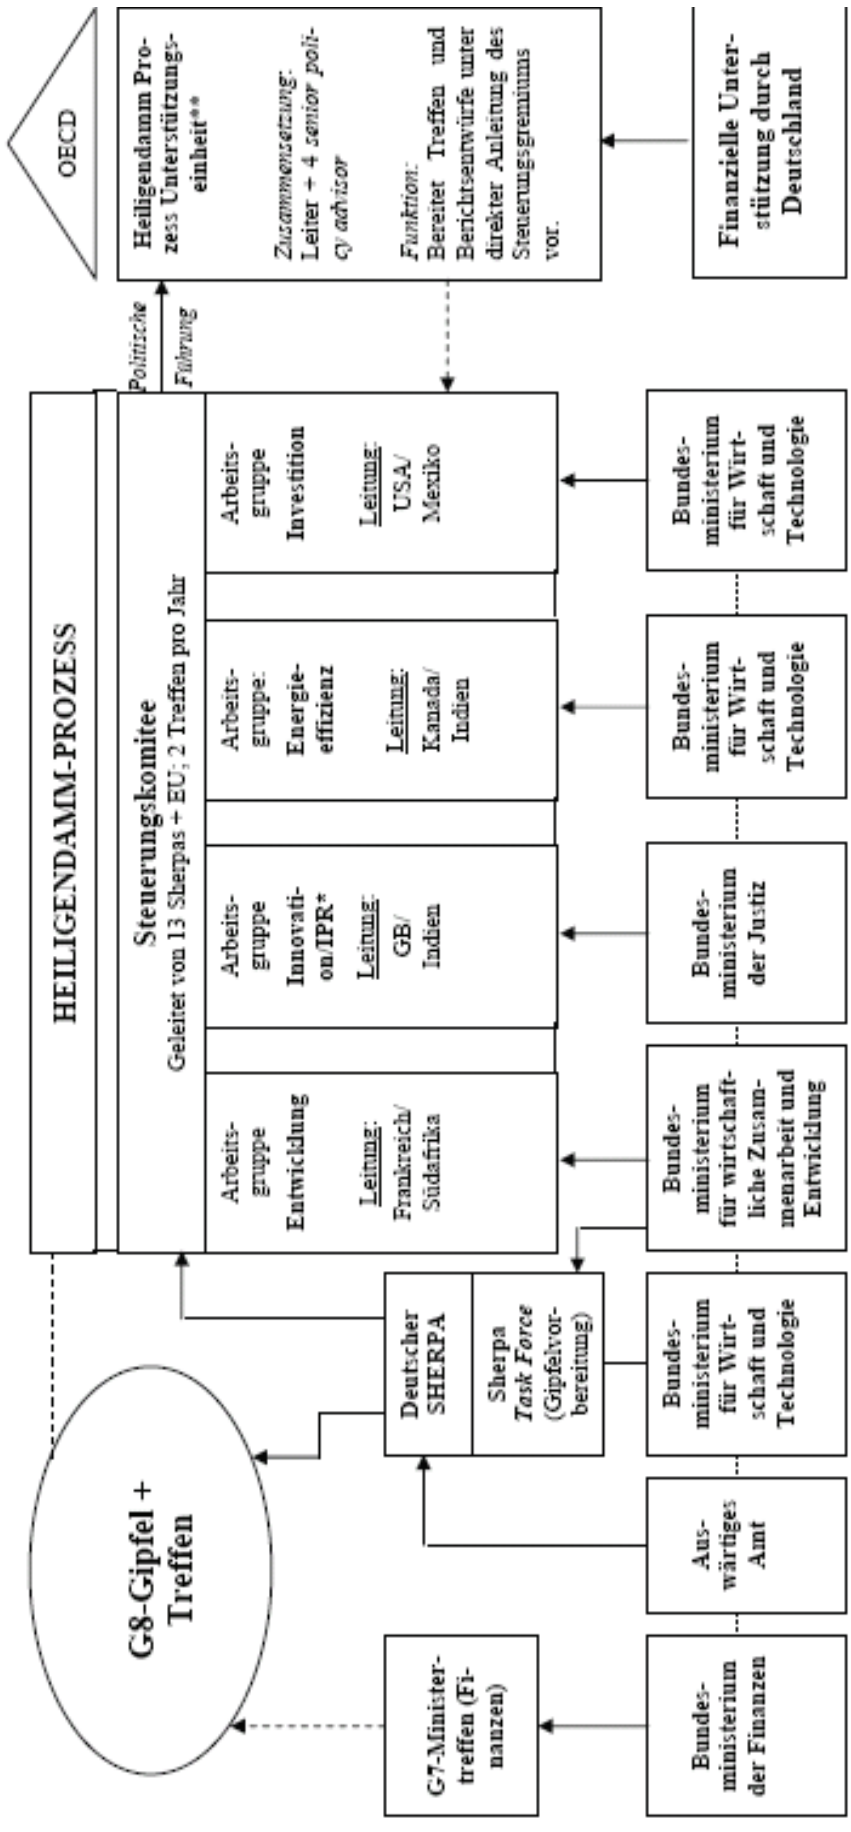 HEILIGENDAMM-PROZESS
OECD
G8-Gipfel +
Treffen
Steuerungskomitee
Geleitet von 13 Sherpas + EU; 2 Treffen pro Jahr
Politische
Führung
Heiligendamm Pro-
zess Unterstützungs-
einheit**
Zusammensetzung:
Leiter + 4 senior poli-
cy advisor
Funktion:
Bereitet Treffen und
Berichtsentwürfe unter
direkter Anleitung des
Steuerungsgremiums
vor.
Arbeits-
gruppe
Entwicklung
Leitung:
Frankreich/
Südafrika
Arbeits-
gruppe
Innovati-
on/IPR*
Leitung:
GB/
Indien
Arbeits-
gruppe:
Energie-
effizienz
Leitung:
Kanada/
Indien
Arbeits-
gruppe
Investition
Leitung:
USA/
Mexiko
G7-Minister-
treffen (Fi-
nanzen)
Deutscher
SHERPA
Sherpa
Task Force
(Gipfelvor-
bereitung)
Bundes-
ministerium
der Finanzen
Aus-
wärtiges
Amt
Bundes-
ministerium
für Wirt-
schaft und
Technologie
Bundes-
ministerium
für wirtschaft-
liche Zusam-
menarbeit und
Entwicklung
Bundes-
ministerium
der Justiz
Bundes-
ministerium
für Wirt-
schaft und
Technologie
Bundes-
ministerium
für Wirt-
schaft und
Technologie
Finanzielle Unter-
stützung durch
Deutschland